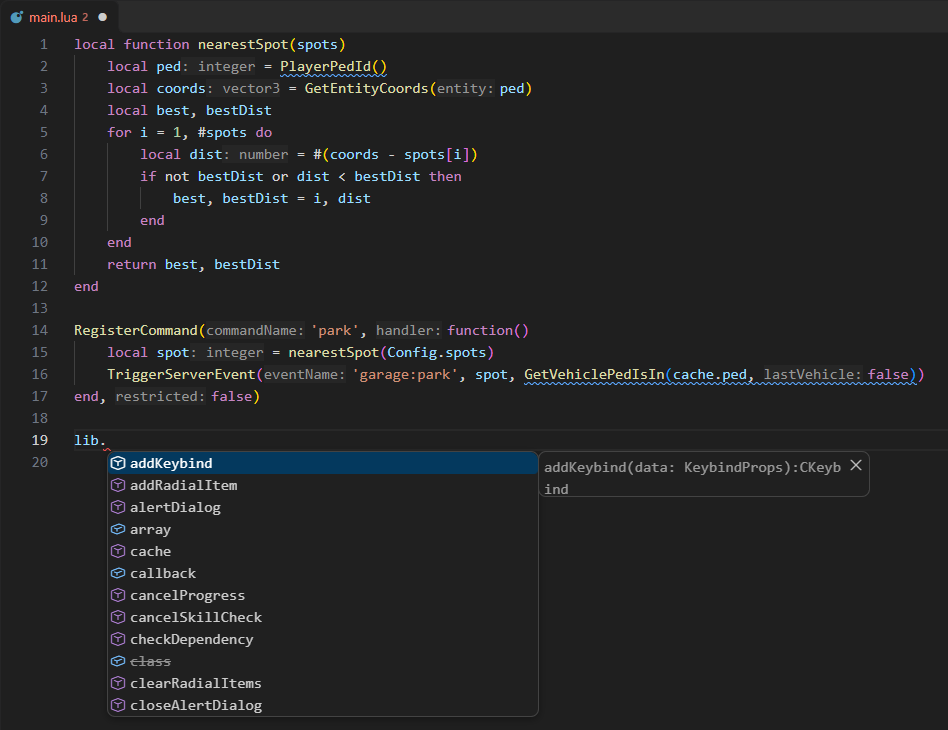 main.lua 2
1 local function nearestSpot(spots)
2 local ped: integer = PlayerPedId()
3 local coords: vector3 = GetEntityCoords(entity: ped)
4 local best, bestDist
5 for i = 1, #spots do
6 local dist: number = #(coords - spots[i])
7 if not bestDist or dist < bestDist then
8 best, bestDist = i, dist
9 end
10 end
11 return best, bestDist
12 end
13
14 RegisterCommand(commandName: 'park', handler: function()
15 local spot: integer = nearestSpot(Config.spots)
16 TriggerServerEvent(eventName: 'garage:park', spot, GetVehiclePedIsIn(cache.ped, lastVehicle: false))
17 end, restricted: false)
18
19 lib.
20
addKeybind
addRadialItem
alertDialog
array
cache
callback
cancelProgress
cancelSkillCheck
checkDependency
class
clearRadialItems
closeAlertDialog
addKeybind(data: KeybindProps):CKeyb
ind